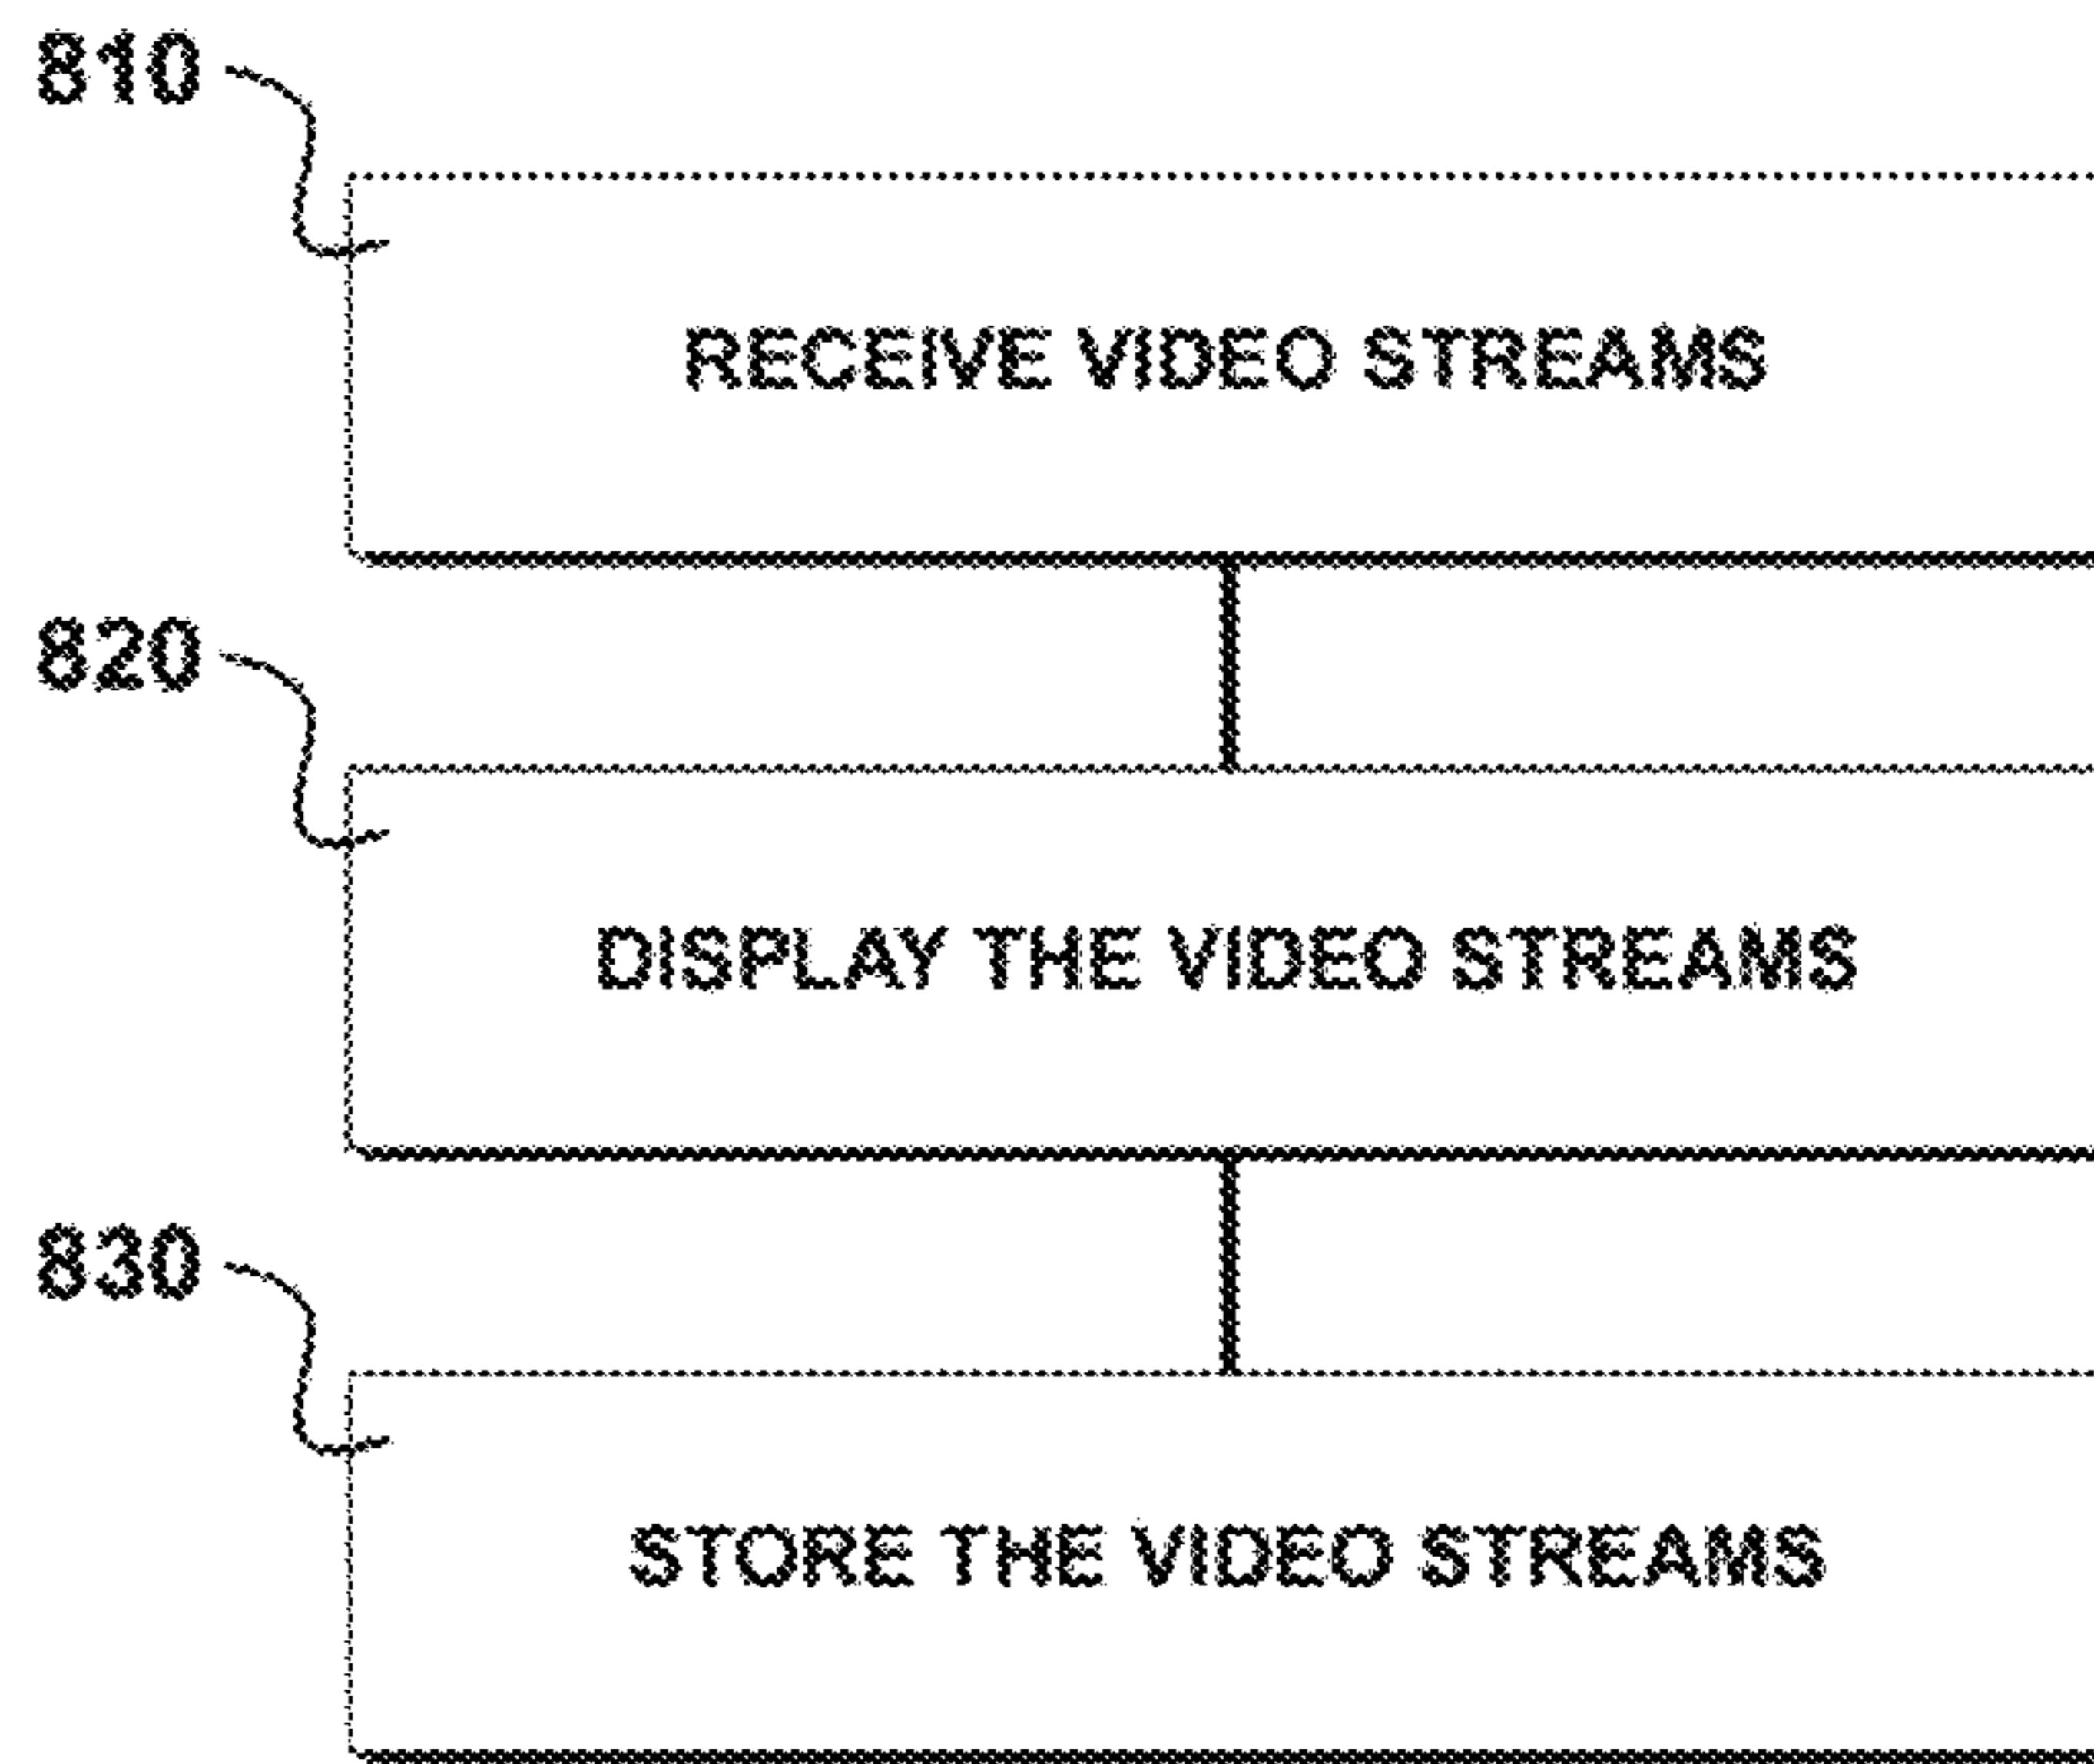 810
RECEIVE VIDEO STREAMS
820
DISPLAY THE VIDEO STREAMS
830
STORE THE VIDEO STREAMS